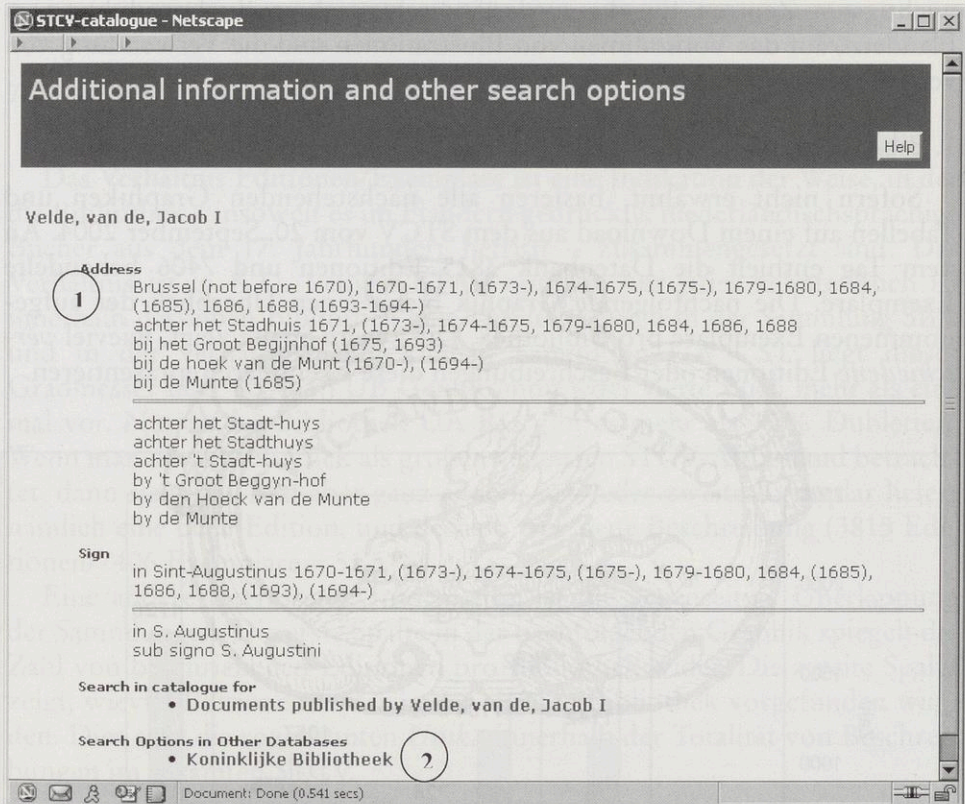 STCV-catalogue - Netscape
Additional information and other search options
Help
Velde, van de, Jacob I
Address
1
Brussel (not before 1670), 1670-1671, (1673-), 1674-1675, (1675-), 1679-1680, 1684,
(1685), 1686, 1688, (1693-1694-)
achter het Stadhuis 1671, (1673-), 1674-1675, 1679-1680, 1684, 1686, 1688
bij het Groot Begijnhof (1675, 1693)
bij de hoek van de Munt (1670-), (1694-)
bij de Munte (1685)
achter het Stadt-huys
achter het Stadthuys
achter 't Stadt-huys
by 't Groot Beggyn-hof
by den Hoeck van de Munte
by de Munte
Sign
in Sint-Augustinus 1670-1671, (1673-), 1674-1675, (1675-), 1679-1680, 1684, (1685),
1686, 1688, (1693), (1694-)
in S. Augustinus
sub signo S. Augustini
Search in catalogue for
• Documents published by Velde, van de, Jacob I
Search Options in Other Databases
• Koninklijke Bibliotheek
2
Document: Done (0.541 secs)